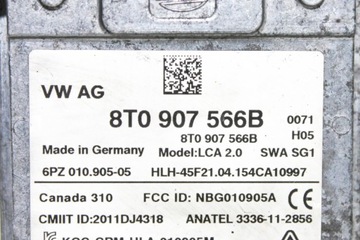 VW AG
8T0 907 566B 0071
8T0 907 566B H05
Made in Germany Model:LCA 2.0 SWA SG1
6PZ 010.905-05 HLH-45F21.04.154CA10997
Canada 310 FCC ID: NBG010905A
CMIIT ID:2011DJ4318 ANATEL 3336-11-2856